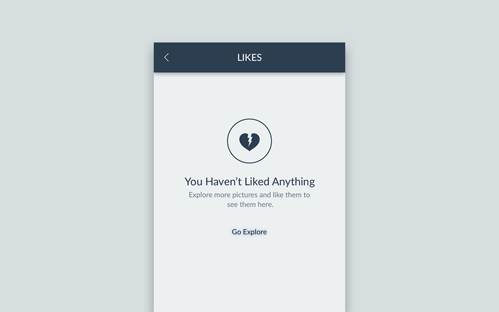 LIKES
You Haven't Liked Anything
Explore more pictures and like them to
see them here.
Go Explore